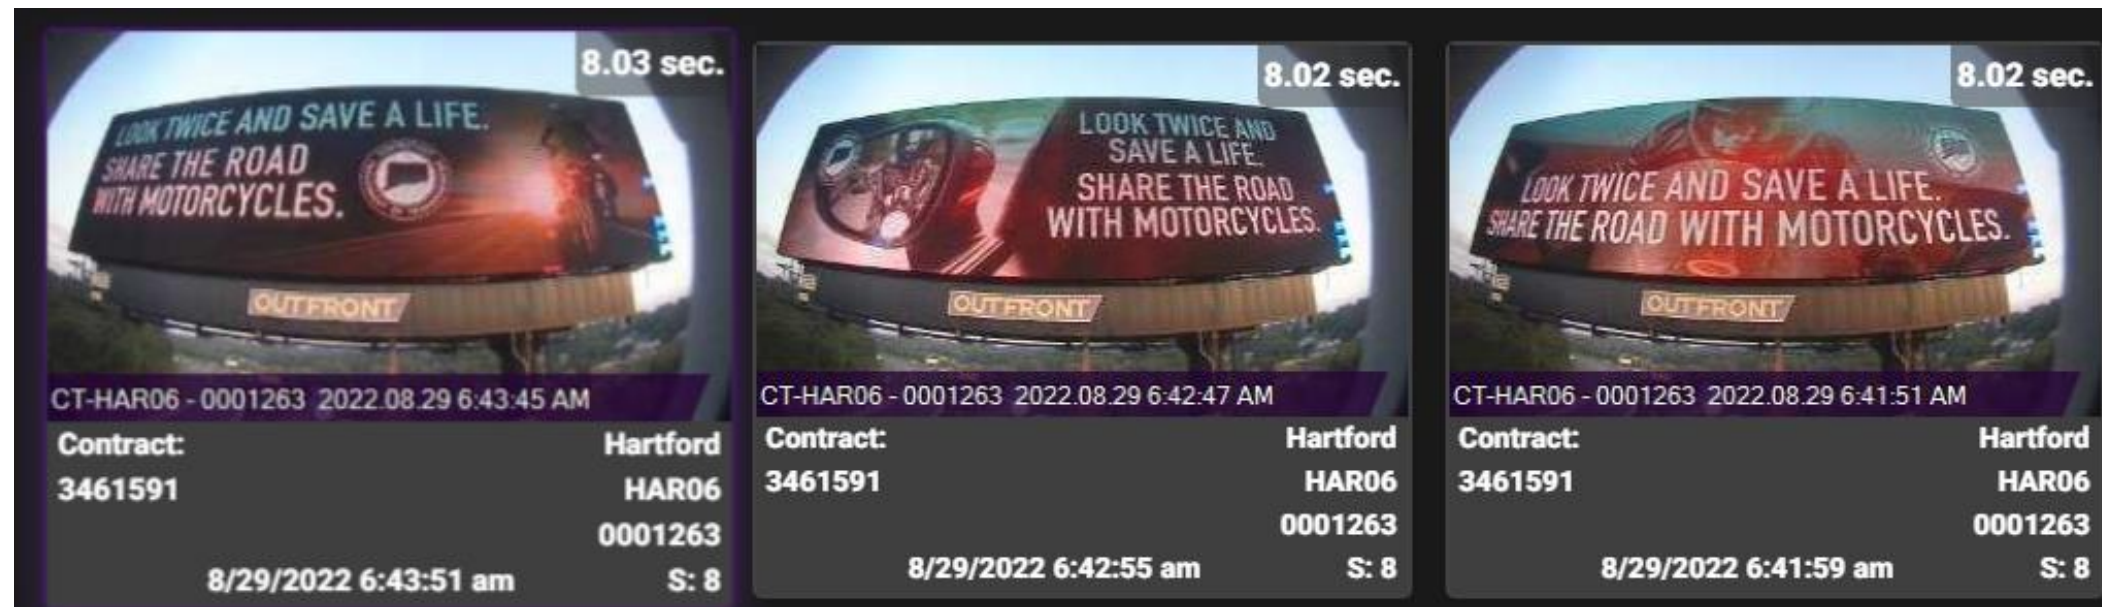 8.03 sec.
LOOK TWICE AND SAVE A LIFE.
SHARE THE ROAD
WITH MOTORCYCLES.
OUTFRONT
CT-HAR06 - 0001263 2022.08.29 6:43:45 AM
Contract: Hartford
3461591 HAR06
0001263
8/29/2022 6:43:51 am S: 8
8.02 sec.
LOOK TWICE AND
SAVE A LIFE.
SHARE THE ROAD
WITH MOTORCYCLES.
OUTFRONT
CT-HAR06 - 0001263 2022.08.29 6:42:47 AM
Contract: Hartford
3461591 HAR06
0001263
8/29/2022 6:42:55 am S: 8
8.02 sec.
LOOK TWICE AND SAVE A LIFE.
SHARE THE ROAD WITH MOTORCYCLES.
OUTFRONT
CT-HAR06 - 0001263 2022.08.29 6:41:51 AM
Contract: Hartford
3461591 HAR06
0001263
8/29/2022 6:41:59 am S: 8